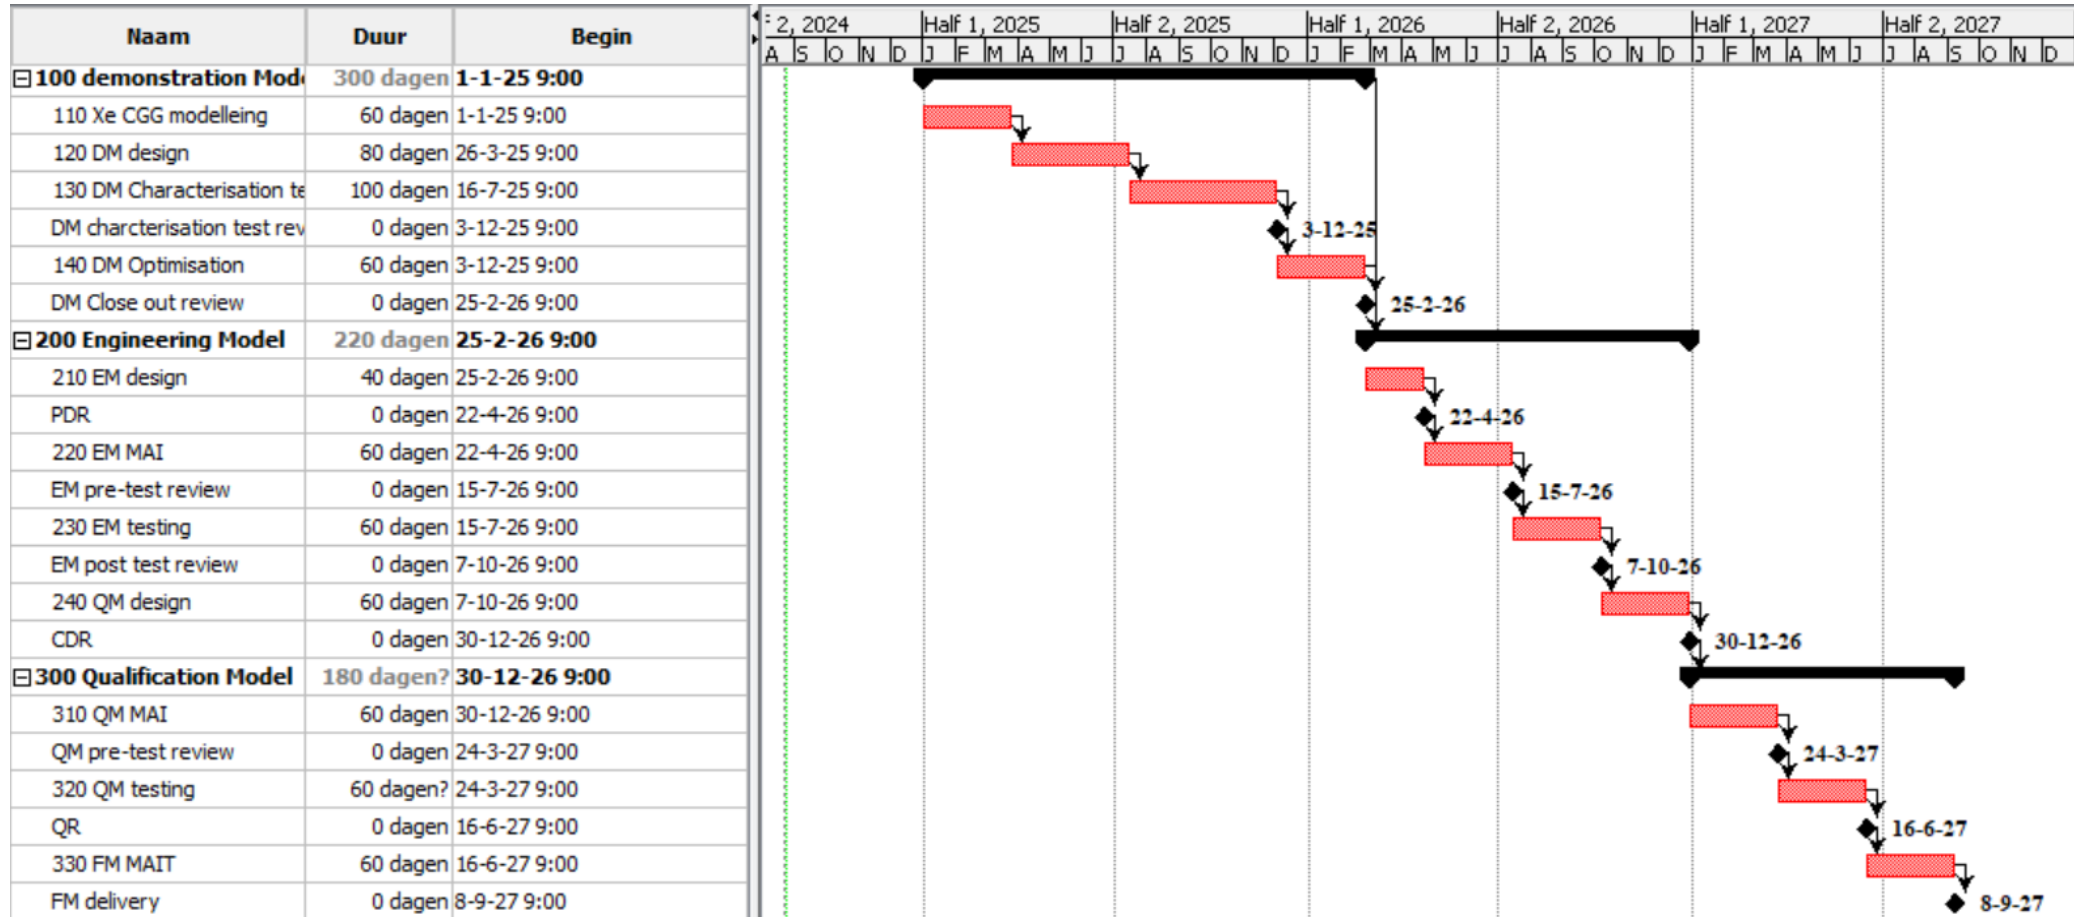 Naam Duur Begin
: 2, 2024 Half 1, 2025 Half 2, 2025 Half 1, 2026 Half 2, 2026 Half 1, 2027 Half 2, 2027
A S O N D J F M A M J J A S O N D J F M A M J J A S O N D J F M A M J J A S O N D
100 demonstration Mod 300 dagen 1-1-25 9:00
110 Xe CGG modelleing 60 dagen 1-1-25 9:00
120 DM design 80 dagen 26-3-25 9:00
130 DM Characterisation te 100 dagen 16-7-25 9:00
DM charcterisation test rev 0 dagen 3-12-25 9:00 3-12-25
140 DM Optimisation 60 dagen 3-12-25 9:00
DM Close out review 0 dagen 25-2-26 9:00 25-2-26
200 Engineering Model 220 dagen 25-2-26 9:00
210 EM design 40 dagen 25-2-26 9:00
PDR 0 dagen 22-4-26 9:00 22-4-26
220 EM MAI 60 dagen 22-4-26 9:00
EM pre-test review 0 dagen 15-7-26 9:00 15-7-26
230 EM testing 60 dagen 15-7-26 9:00
EM post test review 0 dagen 7-10-26 9:00 7-10-26
240 QM design 60 dagen 7-10-26 9:00
CDR 0 dagen 30-12-26 9:00 30-12-26
300 Qualification Model 180 dagen? 30-12-26 9:00
310 QM MAI 60 dagen 30-12-26 9:00
QM pre-test review 0 dagen 24-3-27 9:00 24-3-27
320 QM testing 60 dagen? 24-3-27 9:00
QR 0 dagen 16-6-27 9:00 16-6-27
330 FM MAIT 60 dagen 16-6-27 9:00
FM delivery 0 dagen 8-9-27 9:00 8-9-27